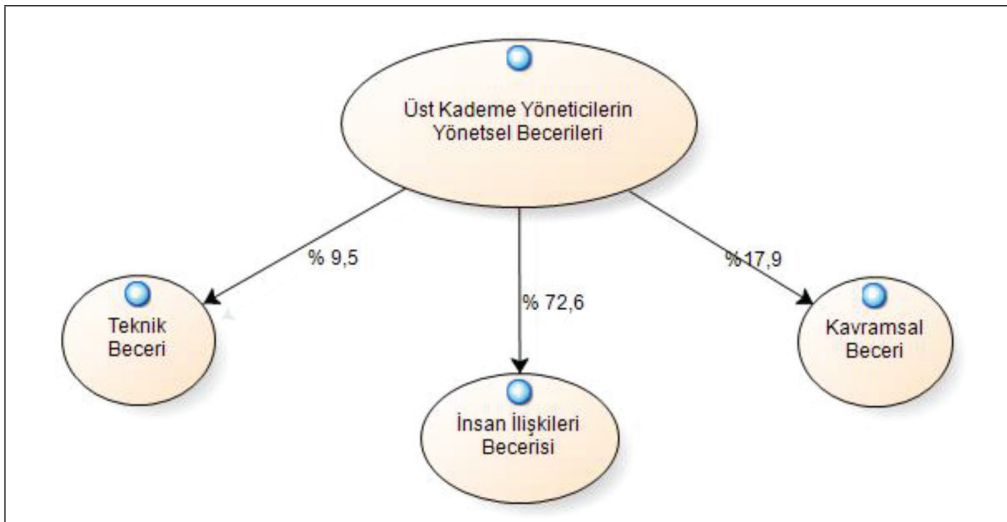 Üst Kademe Yöneticilerin
Yönetsel Becerileri
% 9,5
%17,9
% 72,6
Teknik
Beceri
Kavramsal
Beceri
İnsan İlişkileri
Becerisi